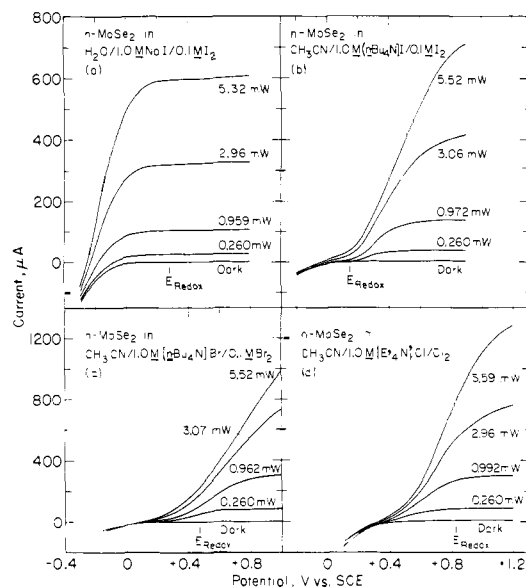 n-MoSe2 in
H2O/1.0 M NaI/0.1 M I2
(a)
5.32 mW
2.96 mW
0.959 mW
0.260 mW
Dark
ERedox
n-MoSe2 in
CH3CN/1.0 M [nBu4N]I/0.1 M I2
(b)
5.52 mW
3.06 mW
0.972 mW
0.260 mW
Dark
ERedox
800
600
400
200
0
Current, μA
n-MoSe2 in
CH3CN/1.0 M [nBu4N]Br/ MBr2
5.52 mW
3.07 mW
0.962 mW
0.260 mW
Dark
ERedox
n-MoSe2
CH3CN/1.0 M [Et4N]Cl/Cl2
(d)
5.59 mW
2.96 mW
0.992 mW
0.260 mW
Dark
ERedox
1200
800
400
0
-0.4 0 +0.4 +0.8 0 +0.4 +0.8 +1.2
Potential, V vs. SCE